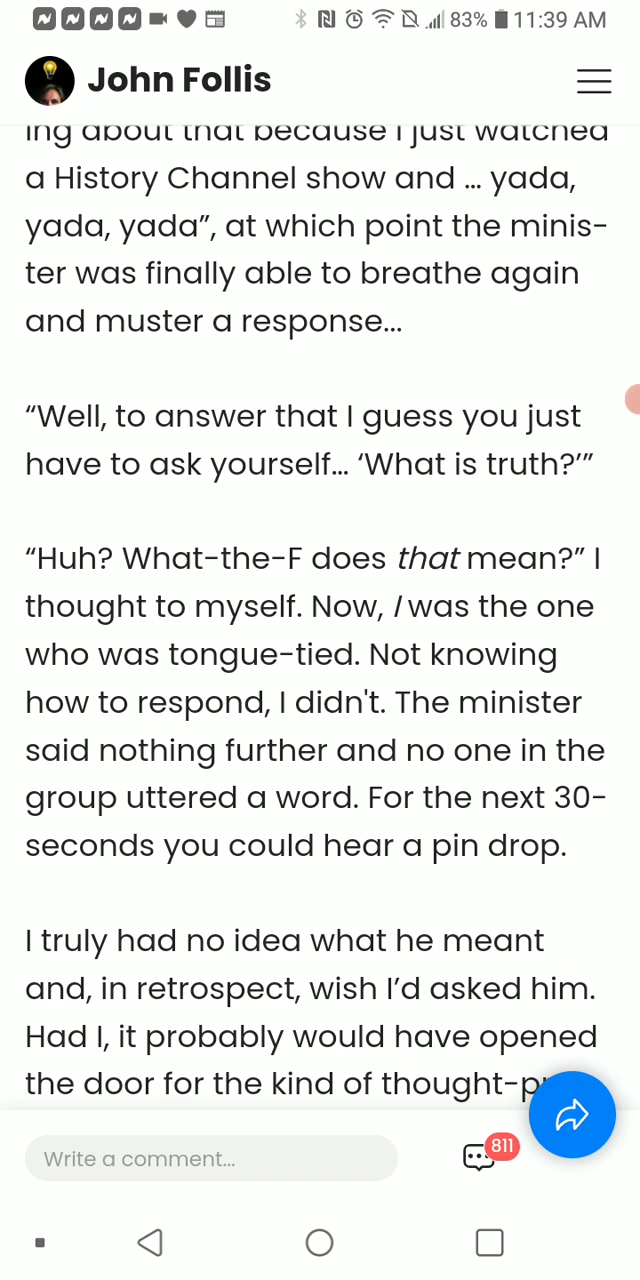 83% 11:39 AM
John Follis
ing about that because I just watched
a History Channel show and ... yada,
yada, yada”, at which point the minis-
ter was finally able to breathe again
and muster a response...
“Well, to answer that I guess you just
have to ask yourself... ‘What is truth?’”
“Huh? What-the-F does that mean?” I
thought to myself. Now, I was the one
who was tongue-tied. Not knowing
how to respond, I didn't. The minister
said nothing further and no one in the
group uttered a word. For the next 30-
seconds you could hear a pin drop.
I truly had no idea what he meant
and, in retrospect, wish I’d asked him.
Had I, it probably would have opened
the door for the kind of
Write a comment...
811